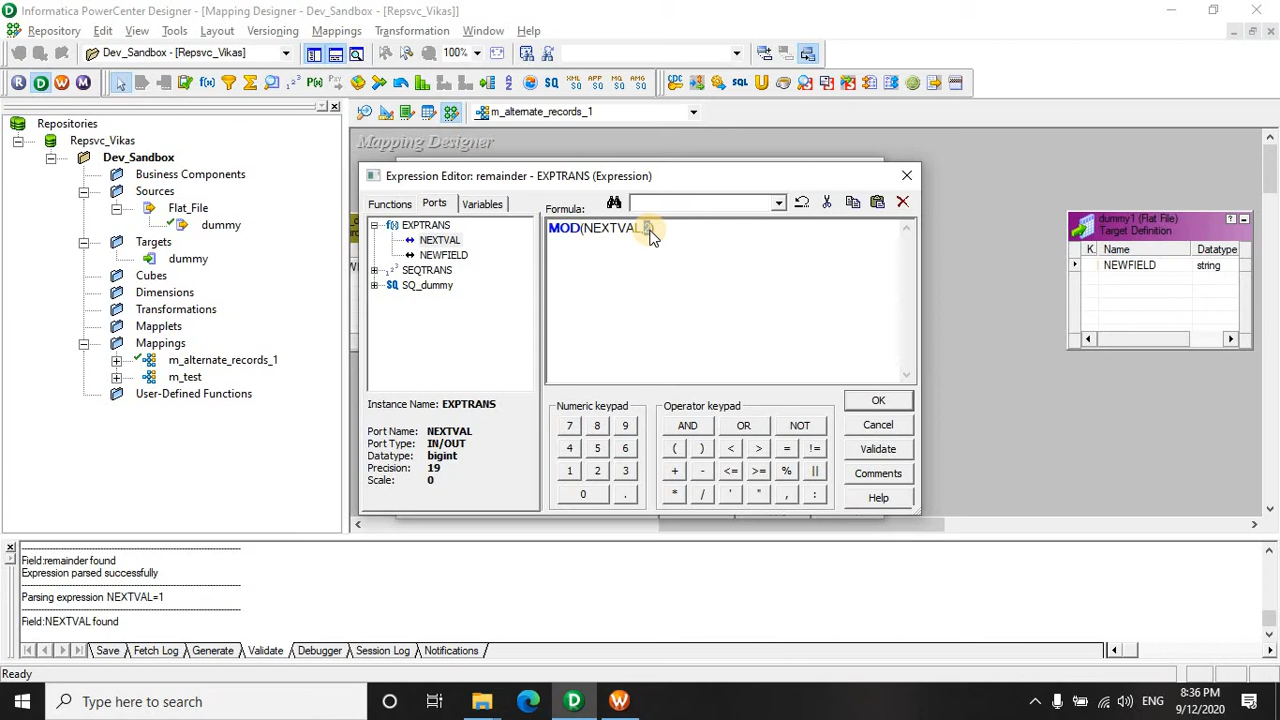 Informatica PowerCenter Designer - [Mapping Designer - Dev_Sandbox - [Repsvc_Vikas]]
Repository Edit View Tools Layout Versioning Mappings Transformation Window Help
Dev_Sandbox - [Repsvc_Vikas] 100%
m_alternate_records_1
Repositories
Repsvc_Vikas
Dev_Sandbox
Business Components
Sources
Flat_File
dummy
Targets
dummy
Cubes
Dimensions
Transformations
Mapplets
Mappings
m_alternate_records_1
m_test
User-Defined Functions
Mapping Designer
Expression Editor: remainder - EXPTRANS (Expression)
Functions Ports Variables
Formula:
EXPTRANS
NEXTVAL
NEWFIELD
SEQTRANS
SQ_dummy
MOD(NEXTVAL,
Instance Name: EXPTRANS
Port Name: NEXTVAL
Port Type: IN/OUT
Datatype: bigint
Precision: 19
Scale: 0
Numeric keypad
7 8 9
4 5 6
1 2 3
0 .
Operator keypad
AND OR NOT
( ) < > = !=
+ - <= >= % ||
* / ' " , :
OK
Cancel
Validate
Comments
Help
dummy1 (Flat File)
Target Definition
K. Name Datatype
NEWFIELD string
Field:remainder found
Expression parsed successfully
Parsing expression NEXTVAL=1
Field:NEXTVAL found
Save Fetch Log Generate Validate Debugger Session Log Notifications
Ready
Type here to search
ENG
8:36 PM
9/12/2020